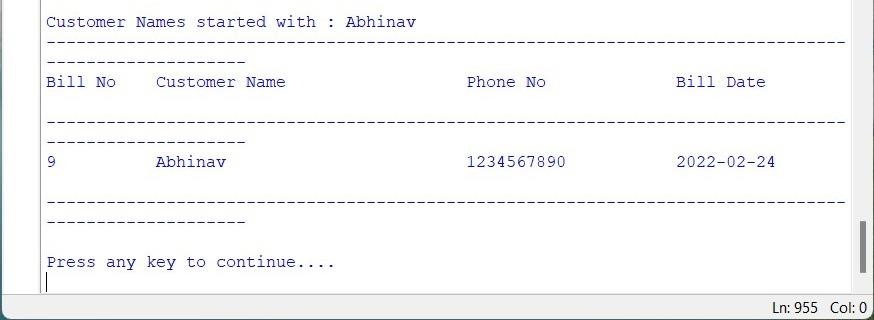 Customer Names started with : Abhinav
--------------------------------------------------------------------------------
--------------------
Bill No    Customer Name                  Phone No             Bill Date
--------------------------------------------------------------------------------
--------------------
9          Abhinav                        1234567890           2022-02-24
--------------------------------------------------------------------------------
--------------------
Press any key to continue....
Ln: 955   Col: 0